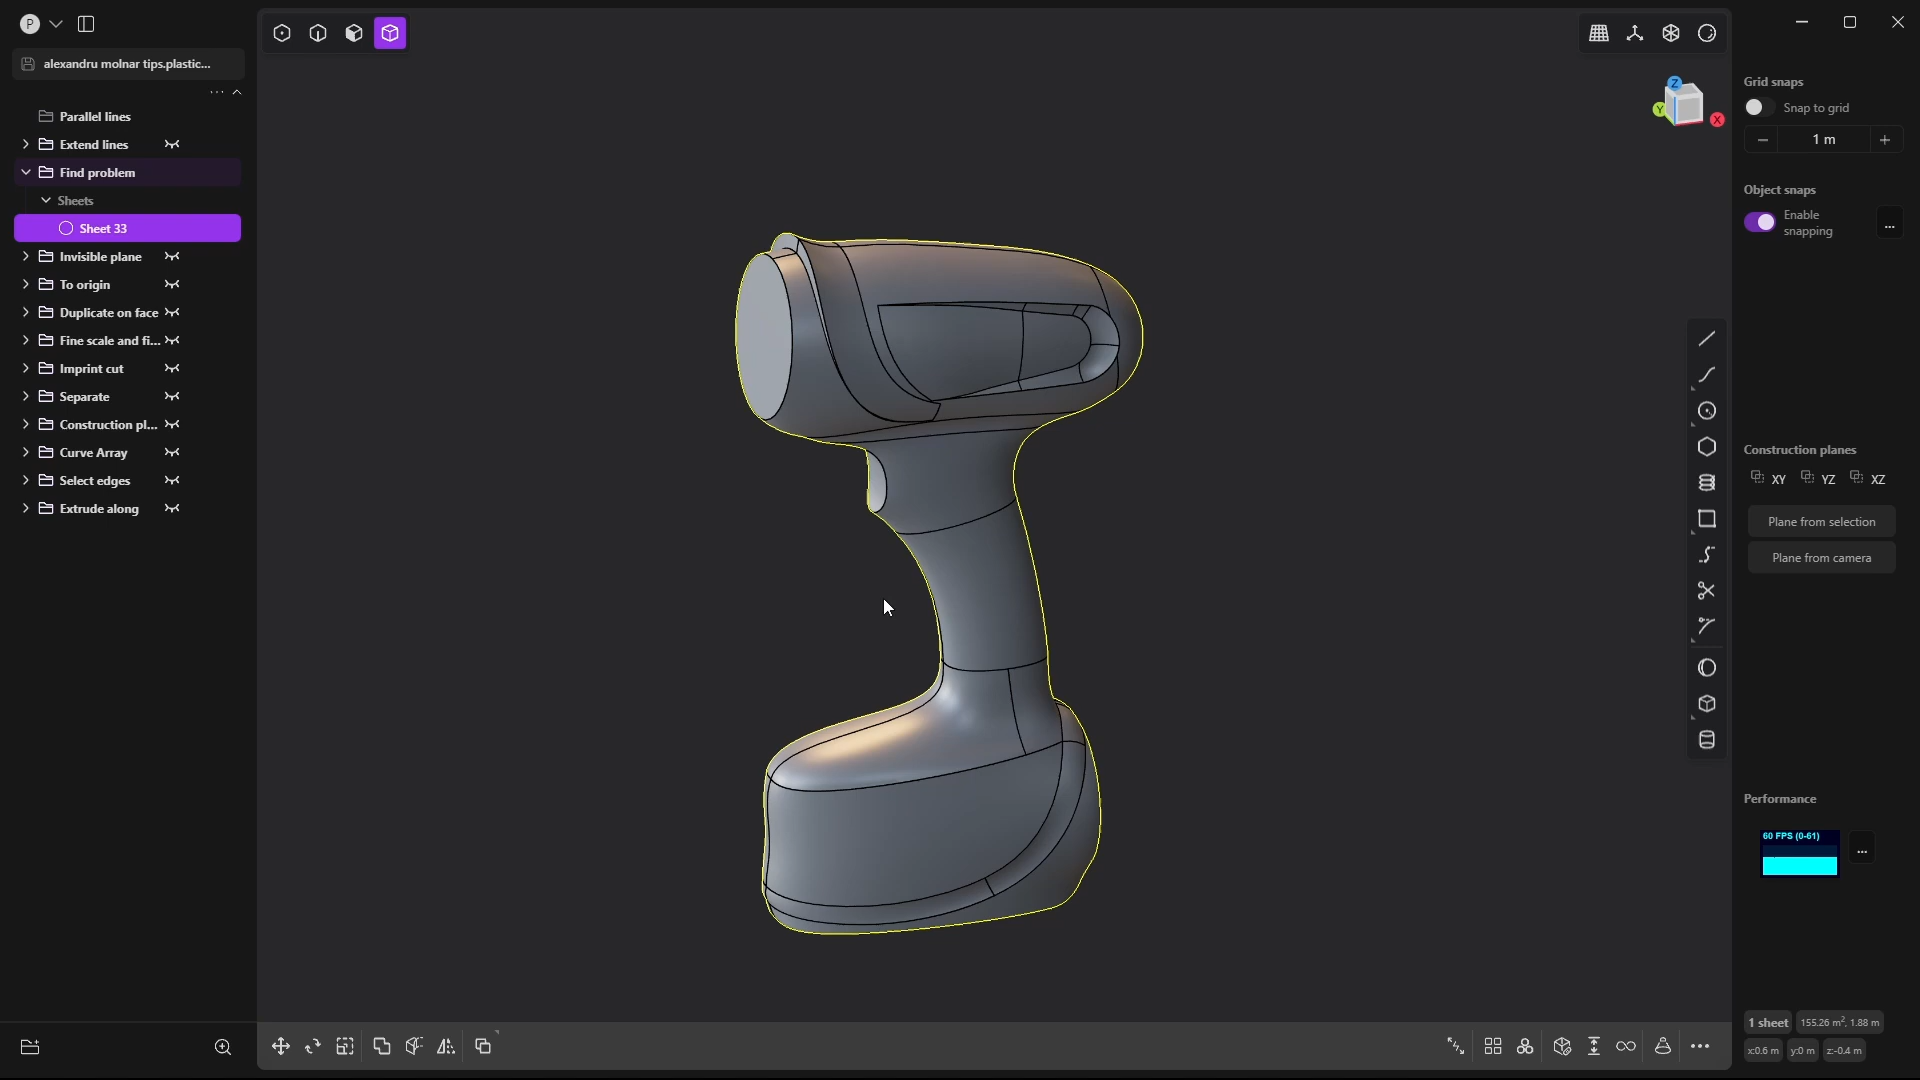 P
alexandru molnar tips.plastic...
Parallel lines
Extend lines
Find problem
Sheets
Sheet 33
Invisible plane
To origin
Duplicate on face
Fine scale and fi...
Imprint cut
Separate
Construction pl...
Curve Array
Select edges
Extrude along
Z
Y
X
Grid snaps
Snap to grid
1 m
Object snaps
Enable
snapping
...
Construction planes
XY YZ XZ
Plane from selection
Plane from camera
Performance
60 FPS (0-61)
...
1 sheet 155.26 m², 1.88 m
x:0.6 m y:0 m z:-0.4 m